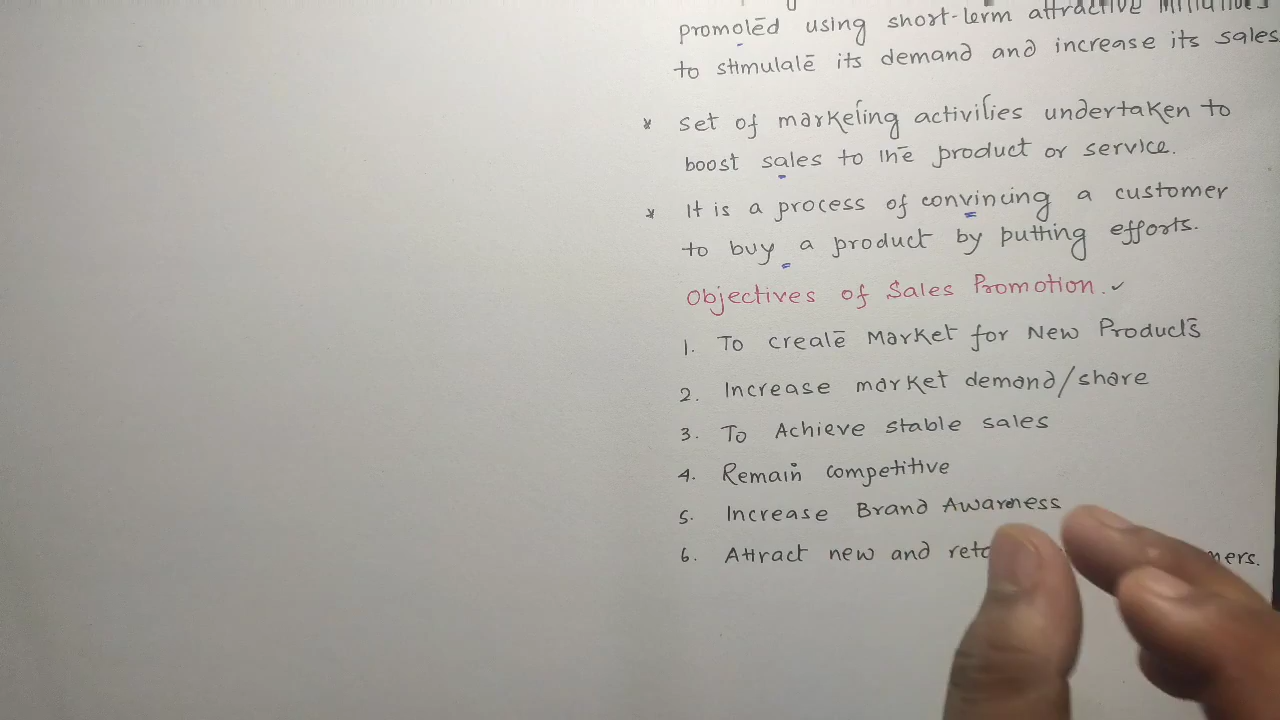 promoted using short-term attractive initiatives
to stimulate its demand and increase its sales
* set of marketing activities undertaken to
boost sales to the product or service.
* It is a process of convincing a customer
to buy a product by putting efforts.
Objectives of Sales Promotion. ✓
1. To create Market for New Products
2. Increase market demand/share
3. To Achieve stable sales
4. Remain competitive
5. Increase Brand Awarness
6. Attract new and